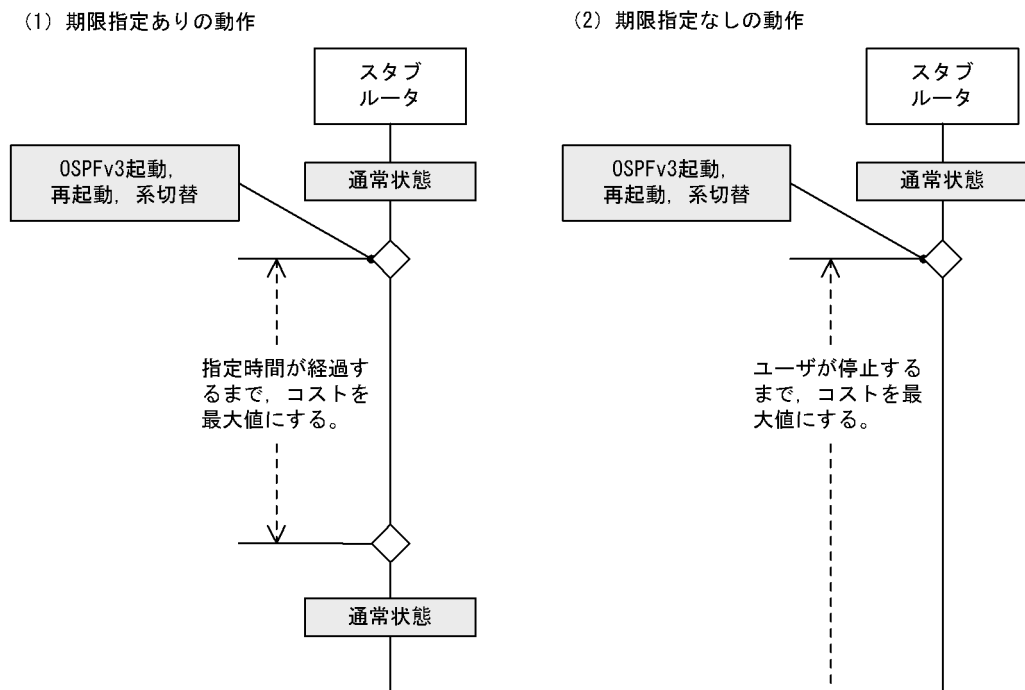 (1) 期限指定ありの動作
スタブ
ルータ
OSPFv3起動,
再起動, 系切替
通常状態
指定時間が経過す
るまで, コストを
最大値にする。
通常状態
(2) 期限指定なしの動作
スタブ
ルータ
OSPFv3起動,
再起動, 系切替
通常状態
ユーザが停止する
まで, コストを最
大値にする。